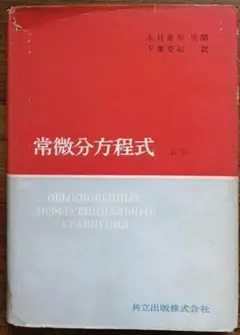 木村俊房 校閲
千葉克裕 訳
常微分方程式
ОБЫКНОВЕННЫЕ
ДИФФЕРЕНЦИАЛЬНЫЕ
УРАВНЕНИЯ
共立出版株式会社